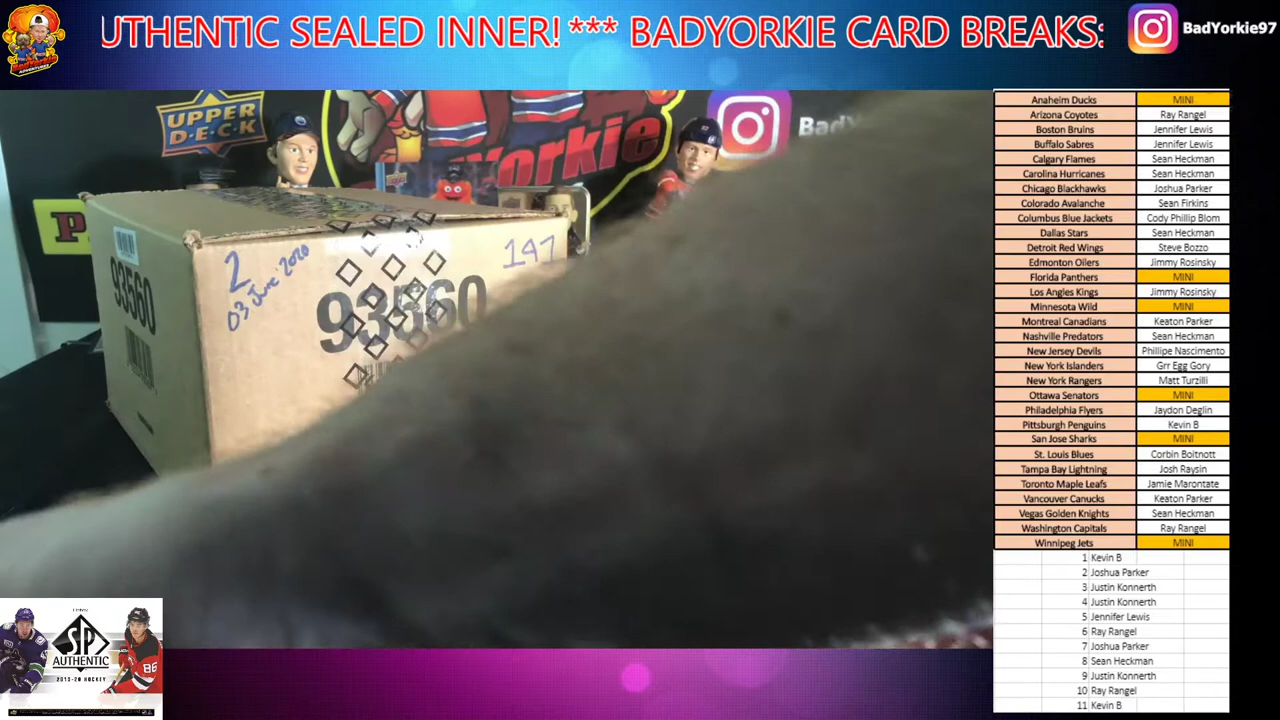 UTHENTIC SEALED INNER! *** BADYORKIE CARD BREAKS:
BadYorkie97
UPPER
D·E·C·K
Yorkie
2
03 June 2020
197
93560
93560
Anaheim Ducks MINI
Arizona Coyotes Ray Rangel
Boston Bruins Jennifer Lewis
Buffalo Sabres Jennifer Lewis
Calgary Flames Sean Heckman
Carolina Hurricanes Sean Heckman
Chicago Blackhawks Joshua Parker
Colorado Avalanche Sean Firkins
Columbus Blue Jackets Cody Phillip Blom
Dallas Stars Sean Heckman
Detroit Red Wings Steve Bozzo
Edmonton Oilers Jimmy Rosinsky
Florida Panthers MINI
Los Angles Kings Jimmy Rosinsky
Minnesota Wild MINI
Montreal Canadians Keaton Parker
Nashville Predators Sean Heckman
New Jersey Devils Phillipe Nascimento
New York Islanders Grr Egg Gory
New York Rangers Matt Turzilli
Ottawa Senators MINI
Philadelphia Flyers Jaydon Deglin
Pittsburgh Penguins Kevin B
San Jose Sharks MINI
St. Louis Blues Corbin Boitnott
Tampa Bay Lightning Josh Raysin
Toronto Maple Leafs Jamie Marontate
Vancouver Canucks Keaton Parker
Vegas Golden Knights Sean Heckman
Washington Capitals Ray Rangel
Winnipeg Jets MINI
1 Kevin B
2 Joshua Parker
3 Justin Konnerth
4 Justin Konnerth
5 Jennifer Lewis
6 Ray Rangel
7 Joshua Parker
8 Sean Heckman
9 Justin Konnerth
10 Ray Rangel
11 Kevin B
SP
AUTHENTIC
2019-20 HOCKEY